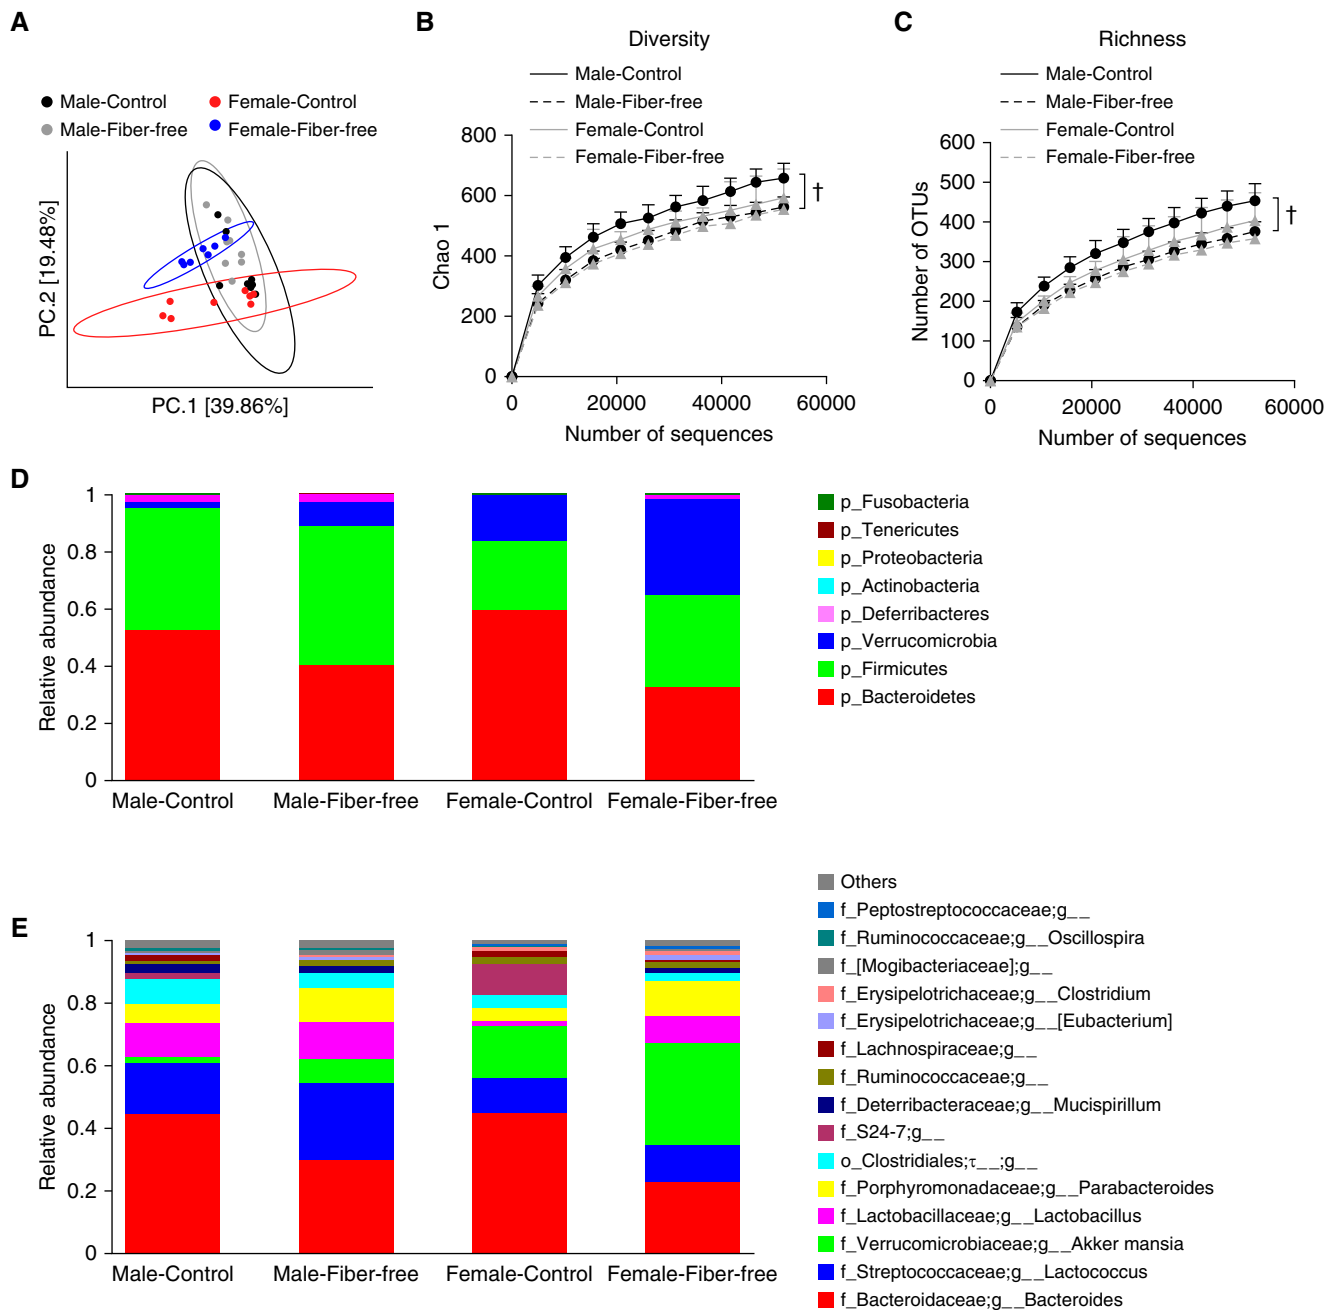 A
Male-Control
Female-Control
Male-Fiber-free
Female-Fiber-free
PC.2 [19.48%]
PC.1 [39.86%]
B
Diversity
Male-Control
Male-Fiber-free
Female-Control
Female-Fiber-free
800
600
400
200
0
Chao 1
†
0 20000 40000 60000
Number of sequences
C
Richness
Male-Control
Male-Fiber-free
Female-Control
Female-Fiber-free
600
500
400
300
200
100
0
Number of OTUs
†
0 20000 40000 60000
Number of sequences
D
1
0.8
0.6
0.4
0.2
0
Relative abundance
Male-Control Male-Fiber-free Female-Control Female-Fiber-free
p_Fusobacteria
p_Tenericutes
p_Proteobacteria
p_Actinobacteria
p_Deferribacteres
p_Verrucomicrobia
p_Firmicutes
p_Bacteroidetes
E
1
0.8
0.6
0.4
0.2
0
Relative abundance
Male-Control Male-Fiber-free Female-Control Female-Fiber-free
Others
f_Peptostreptococcaceae;g__
f_Ruminococcaceae;g__Oscillospira
f_[Mogibacteriaceae];g__
f_Erysipelotrichaceae;g__Clostridium
f_Erysipelotrichaceae;g__[Eubacterium]
f_Lachnospiraceae;g__
f_Ruminococcaceae;g__
f_Deterribacteraceae;g__Mucispirillum
f_S24-7;g__
o_Clostridiales;τ__;g__
f_Porphyromonadaceae;g__Parabacteroides
f_Lactobacillaceae;g__Lactobacillus
f_Verrucomicrobiaceae;g__Akker mansia
f_Streptococcaceae;g__Lactococcus
f_Bacteroidaceae;g__Bacteroides